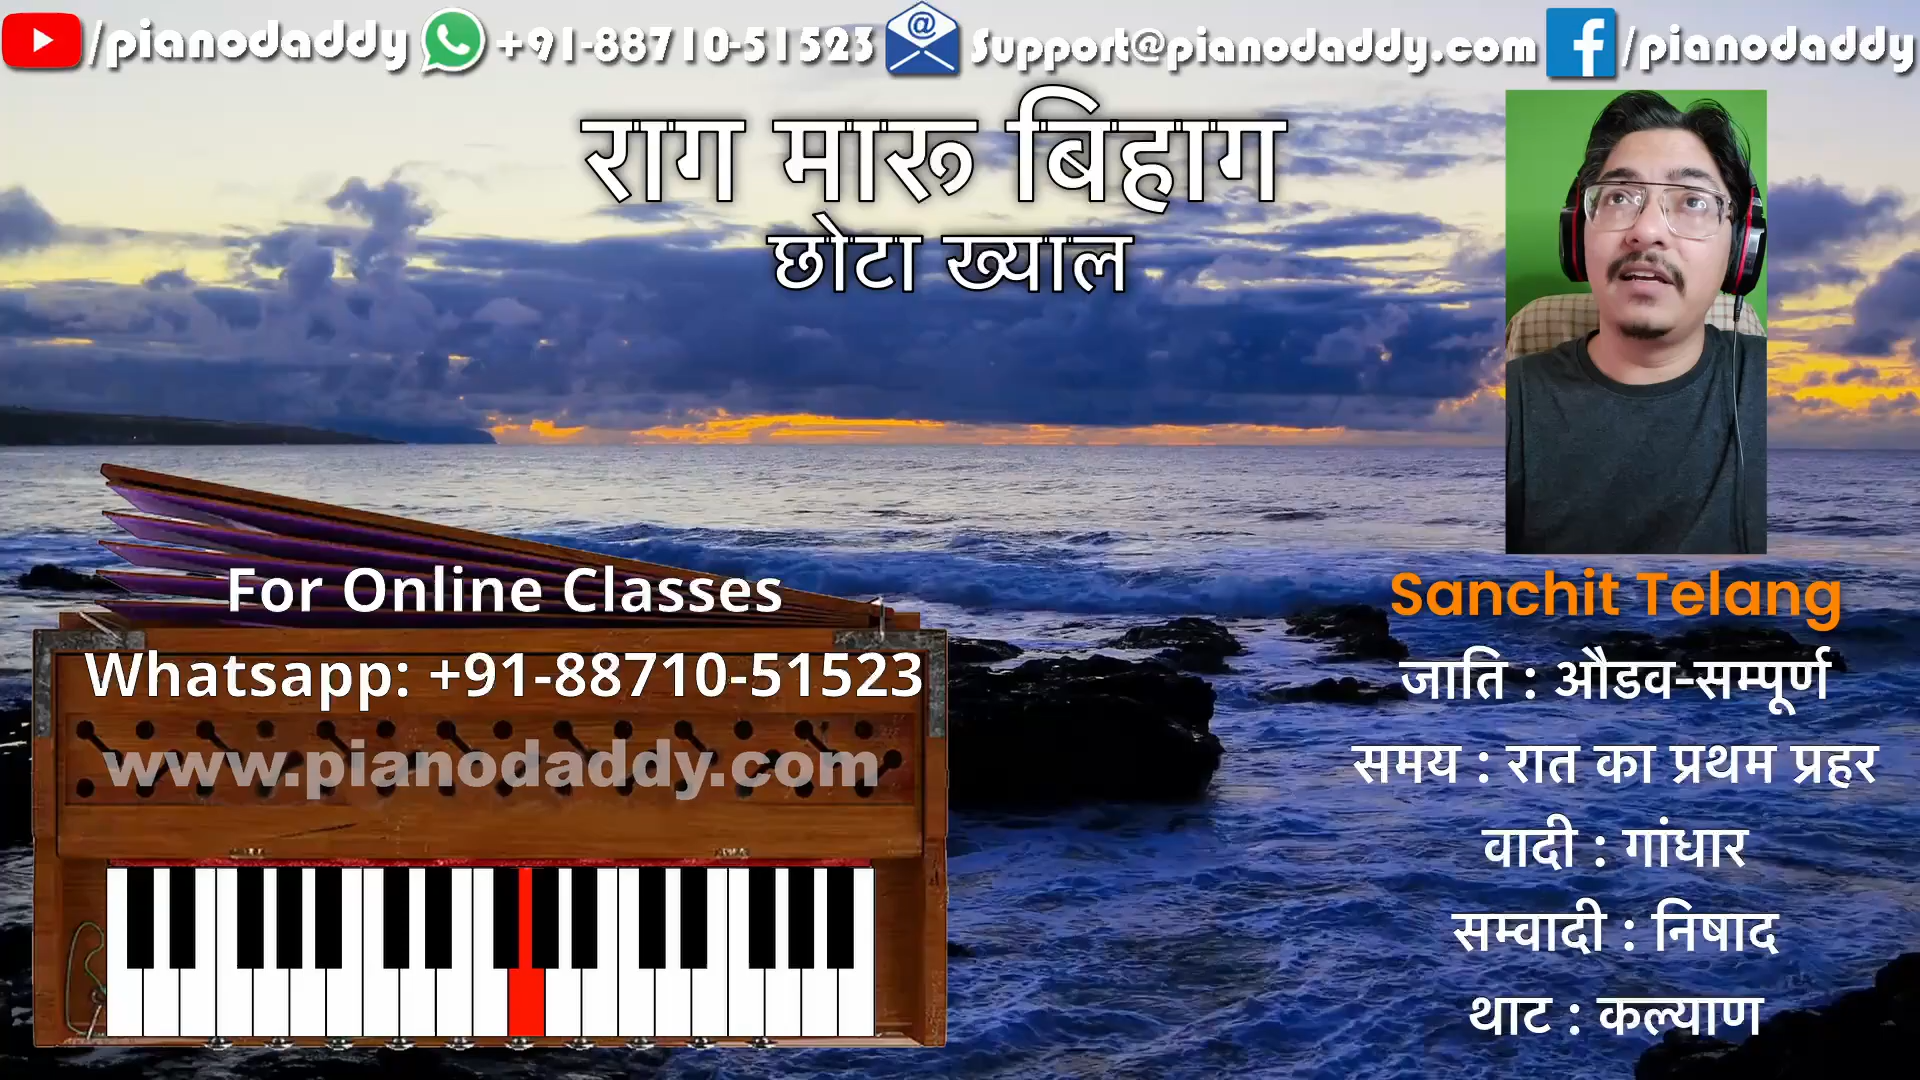 /pianodaddy +91-88710-51523 Support@pianodaddy.com /pianodaddy
राग मारू बिहाग
छोटा ख्याल
For Online Classes
Whatsapp: +91-88710-51523
www.pianodaddy.com
Sanchit Telang
जाति : औडव-सम्पूर्ण
समय : रात का प्रथम प्रहर
वादी : गांधार
सम्वादी : निषाद
थाट : कल्याण